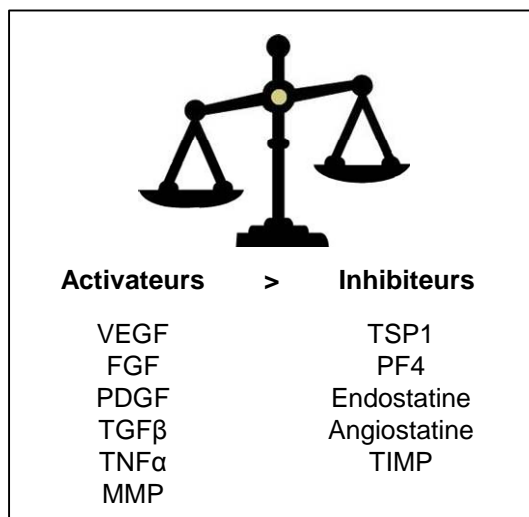 Activateurs > Inhibiteurs
VEGF TSP1
FGF PF4
PDGF Endostatine
TGFβ Angiostatine
TNFα TIMP
MMP